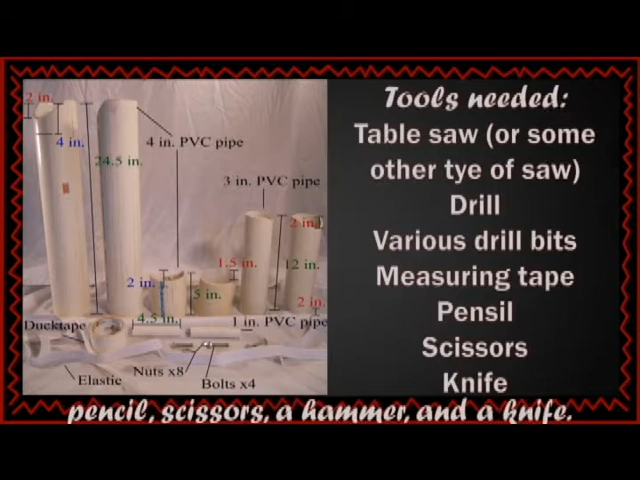 Tools needed:
Table saw (or some
other tye of saw)
Drill
Various drill bits
Measuring tape
Pensil
Scissors
Knife
2 in.
4 in.
24.5 in.
4 in. PVC pipe
3 in. PVC pipe
2 in.
1.5 in.
12 in.
2 in.
5 in.
2 in.
4.5 in.
1 in. PVC pipe
Ducktape
Elastic
Nuts x8
Bolts x4
pencil, scissors, a hammer, and a knife.